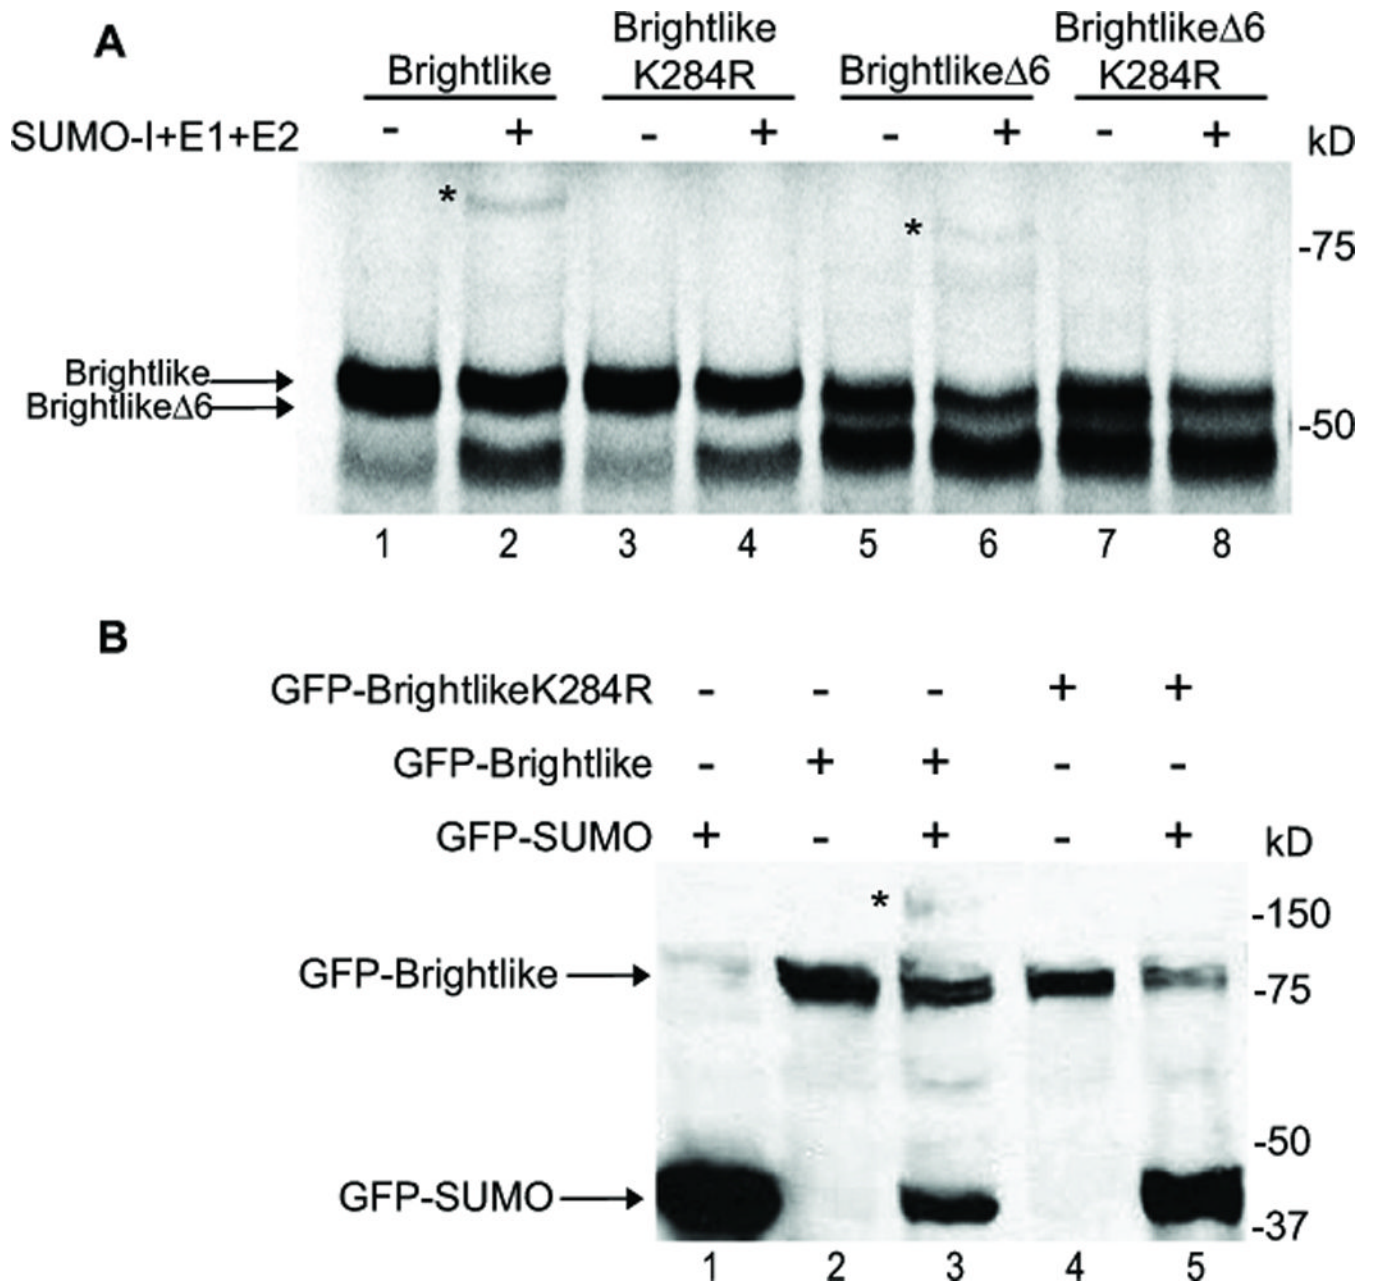 A
Brightlike
Brightlike
K284R
BrightlikeΔ6
BrightlikeΔ6
K284R
SUMO-I+E1+E2 - + - + - + - + kD
*
*
-75
Brightlike
BrightlikeΔ6
-50
1 2 3 4 5 6 7 8
B
GFP-BrightlikeK284R - - - + +
GFP-Brightlike - + + - -
GFP-SUMO + - + - + kD
*
-150
GFP-Brightlike
-75
-50
GFP-SUMO
-37
1 2 3 4 5